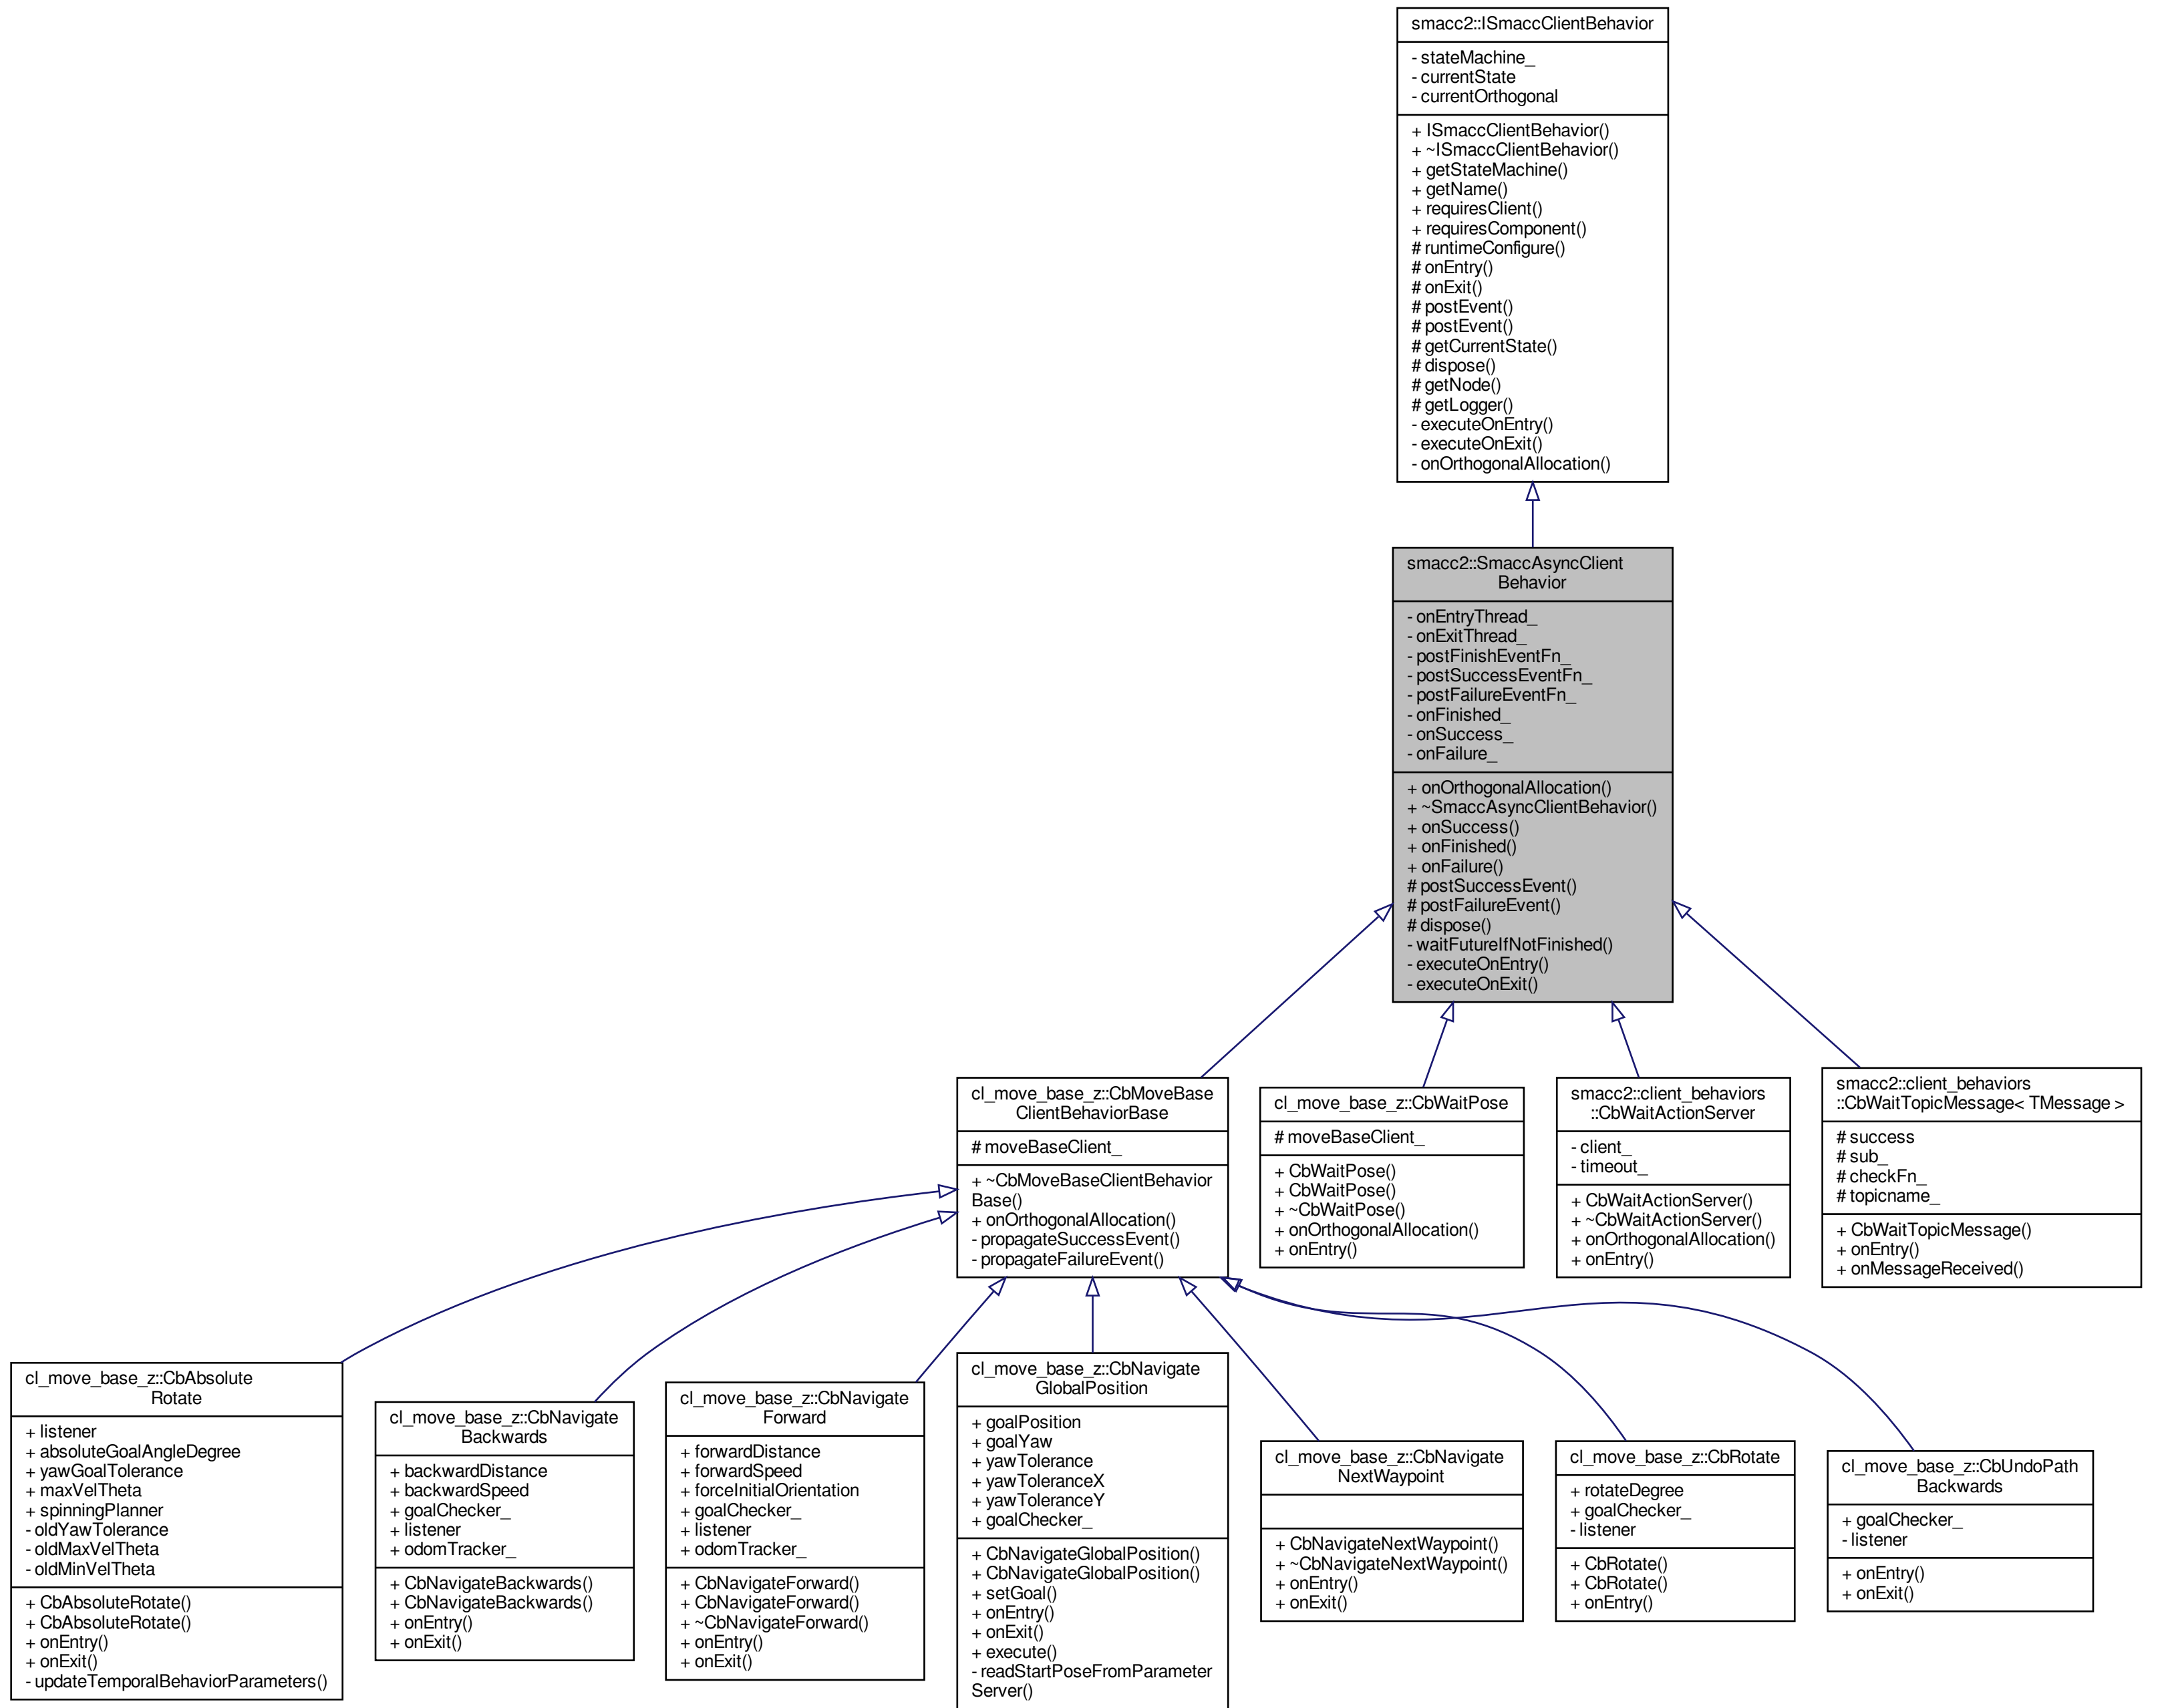 smacc2::ISmaccClientBehavior
- stateMachine_
- currentState
- currentOrthogonal
+ ISmaccClientBehavior()
+ ~ISmaccClientBehavior()
+ getStateMachine()
+ getName()
+ requiresClient()
+ requiresComponent()
# runtimeConfigure()
# onEntry()
# onExit()
# postEvent()
# postEvent()
# getCurrentState()
# dispose()
# getNode()
# getLogger()
- executeOnEntry()
- executeOnExit()
- onOrthogonalAllocation()
smacc2::SmaccAsyncClient
Behavior
- onEntryThread_
- onExitThread_
- postFinishEventFn_
- postSuccessEventFn_
- postFailureEventFn_
- onFinished_
- onSuccess_
- onFailure_
+ onOrthogonalAllocation()
+ ~SmaccAsyncClientBehavior()
+ onSuccess()
+ onFinished()
+ onFailure()
# postSuccessEvent()
# postFailureEvent()
# dispose()
- waitFutureIfNotFinished()
- executeOnEntry()
- executeOnExit()
cl_move_base_z::CbMoveBase
ClientBehaviorBase
# moveBaseClient_
+ ~CbMoveBaseClientBehavior
Base()
+ onOrthogonalAllocation()
- propagateSuccessEvent()
- propagateFailureEvent()
cl_move_base_z::CbWaitPose
# moveBaseClient_
+ CbWaitPose()
+ CbWaitPose()
+ ~CbWaitPose()
+ onOrthogonalAllocation()
+ onEntry()
smacc2::client_behaviors
::CbWaitActionServer
- client_
- timeout_
+ CbWaitActionServer()
+ ~CbWaitActionServer()
+ onOrthogonalAllocation()
+ onEntry()
smacc2::client_behaviors
::CbWaitTopicMessage< TMessage >
# success
# sub_
# checkFn_
# topicname_
+ CbWaitTopicMessage()
+ onEntry()
+ onMessageReceived()
cl_move_base_z::CbAbsolute
Rotate
+ listener
+ absoluteGoalAngleDegree
+ yawGoalTolerance
+ maxVelTheta
+ spinningPlanner
- oldYawTolerance
- oldMaxVelTheta
- oldMinVelTheta
+ CbAbsoluteRotate()
+ CbAbsoluteRotate()
+ onEntry()
+ onExit()
- updateTemporalBehaviorParameters()
cl_move_base_z::CbNavigate
Backwards
+ backwardDistance
+ backwardSpeed
+ goalChecker_
+ listener
+ odomTracker_
+ CbNavigateBackwards()
+ CbNavigateBackwards()
+ onEntry()
+ onExit()
cl_move_base_z::CbNavigate
Forward
+ forwardDistance
+ forwardSpeed
+ forceInitialOrientation
+ goalChecker_
+ listener
+ odomTracker_
+ CbNavigateForward()
+ CbNavigateForward()
+ ~CbNavigateForward()
+ onEntry()
+ onExit()
cl_move_base_z::CbNavigate
GlobalPosition
+ goalPosition
+ goalYaw
+ yawTolerance
+ yawToleranceX
+ yawToleranceY
+ goalChecker_
+ CbNavigateGlobalPosition()
+ CbNavigateGlobalPosition()
+ setGoal()
+ onEntry()
+ onExit()
+ execute()
- readStartPoseFromParameter
Server()
cl_move_base_z::CbNavigate
NextWaypoint
+ CbNavigateNextWaypoint()
+ ~CbNavigateNextWaypoint()
+ onEntry()
+ onExit()
cl_move_base_z::CbRotate
+ rotateDegree
+ goalChecker_
- listener
+ CbRotate()
+ CbRotate()
+ onEntry()
cl_move_base_z::CbUndoPath
Backwards
+ goalChecker_
- listener
+ onEntry()
+ onExit()